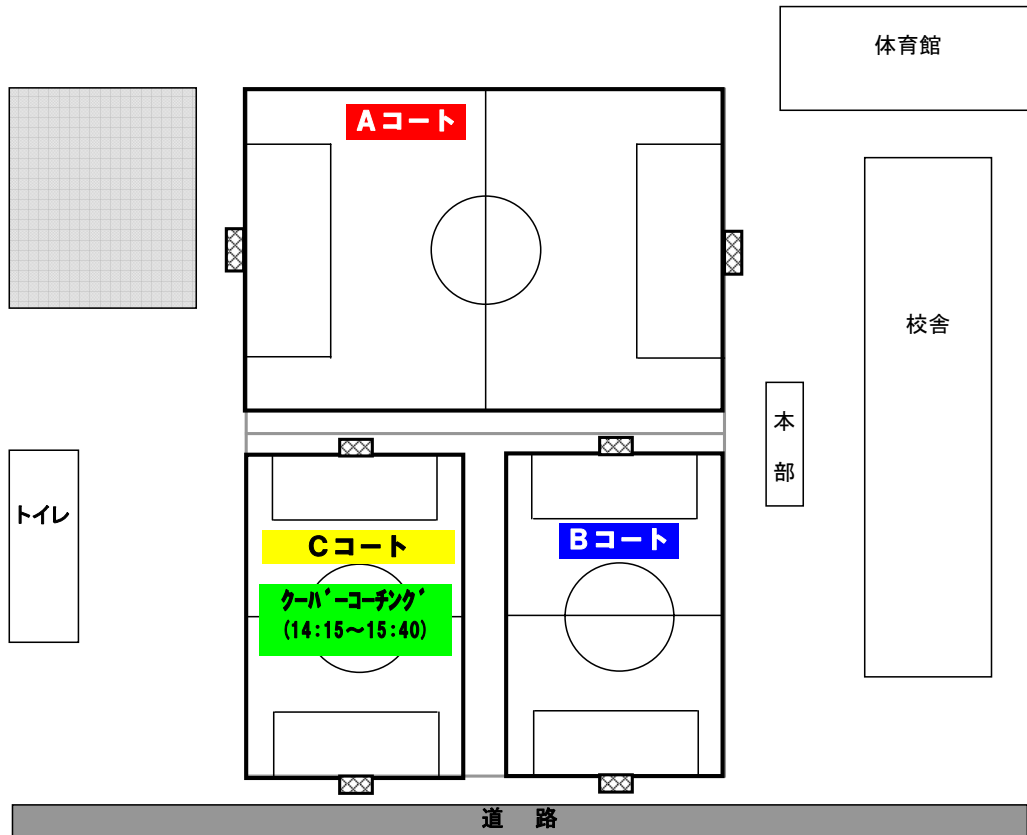 体育館
Aコート
校舎
本
部
トイレ
Cコート
Bコート
クーバーコーチング
(14:15～15:40)
道 路